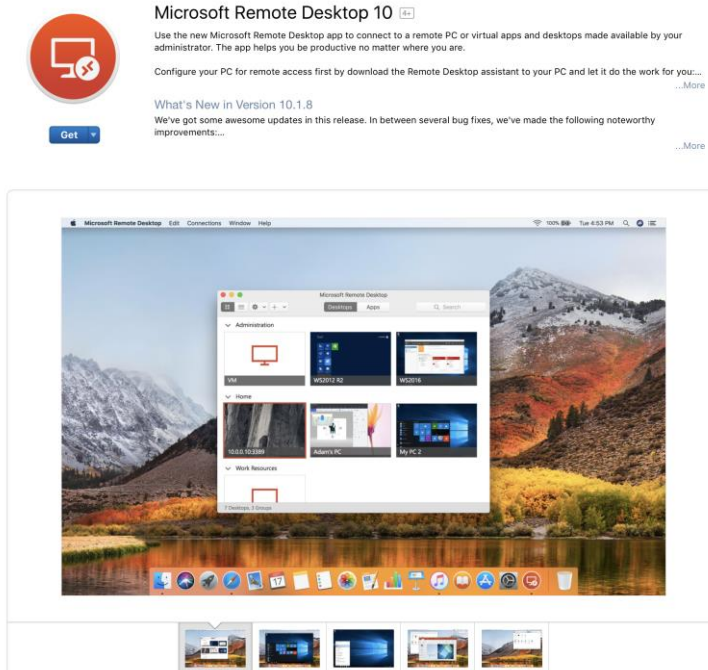 Microsoft Remote Desktop 10 4+
Use the new Microsoft Remote Desktop app to connect to a remote PC or virtual apps and desktops made available by your
administrator. The app helps you be productive no matter where you are.
Configure your PC for remote access first by download the Remote Desktop assistant to your PC and let it do the work for you:...
...More
What's New in Version 10.1.8
We've got some awesome updates in this release. In between several bug fixes, we've made the following noteworthy
improvements:...
Get
...More
Microsoft Remote Desktop Edit Connections Window Help 100% Tue 4:53 PM
Microsoft Remote Desktop
Desktops Apps Search
Administration
VM WS2012 R2 WS2016
Home
10.0.0.10:3389 Adam's PC My PC 2
Work Resources
7 Desktops, 3 Groups
17